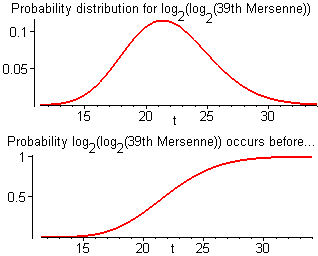 Probability distribution for log2(log2(39th Mersenne))
0.1
0.05
15 20 25 30
t
Probability log2(log2(39th Mersenne)) occurs before...
1
0.5
15 20 25 30
t